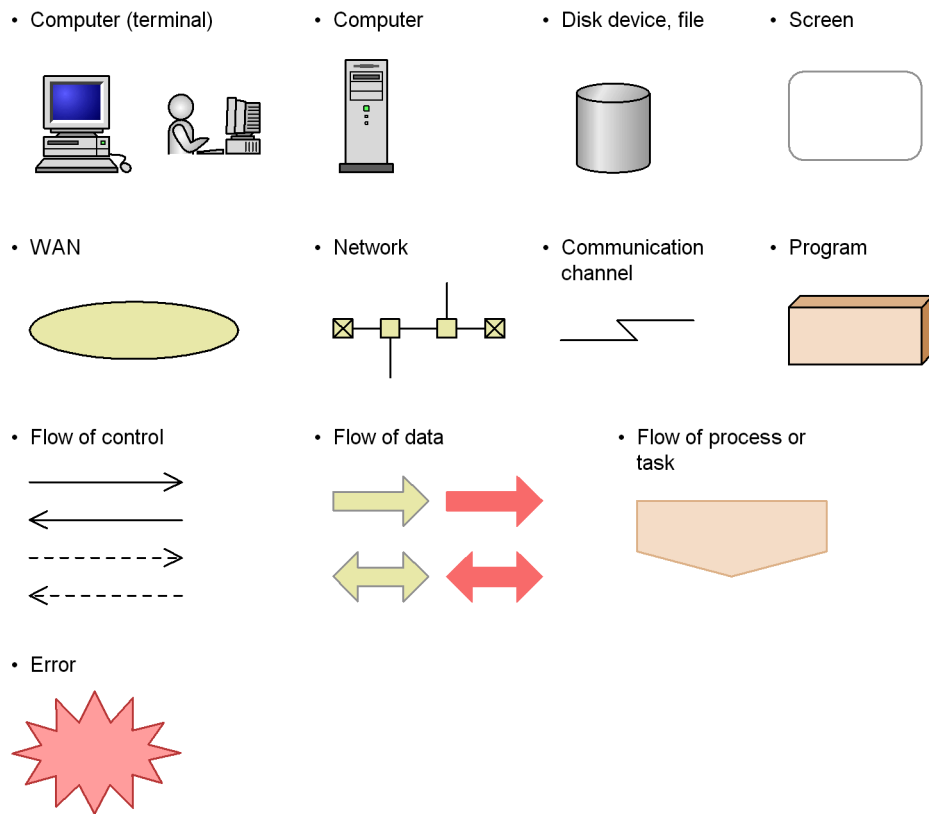 • Computer (terminal)
• Computer
• Disk device, file
• Screen
• WAN
• Network
• Communication
channel
• Program
• Flow of control
• Flow of data
• Flow of process or
task
• Error